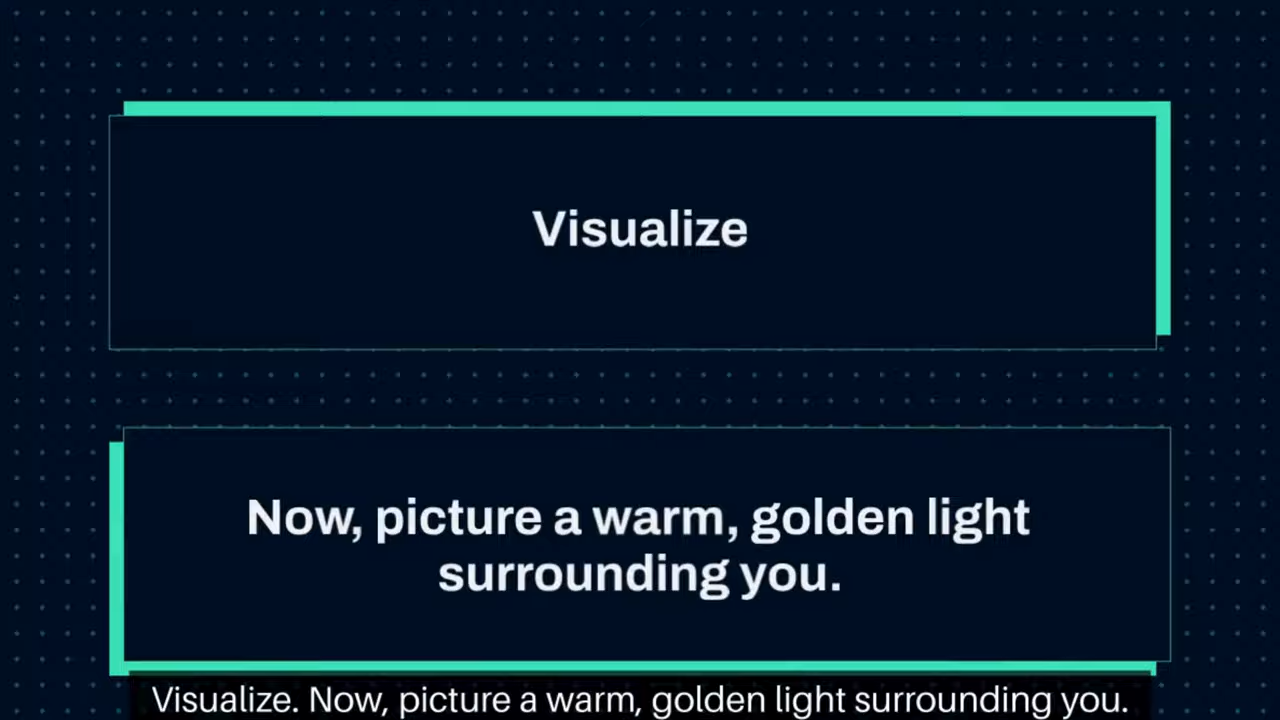 Visualize
Now, picture a warm, golden light
surrounding you.
Visualize. Now, picture a warm, golden light surrounding you.